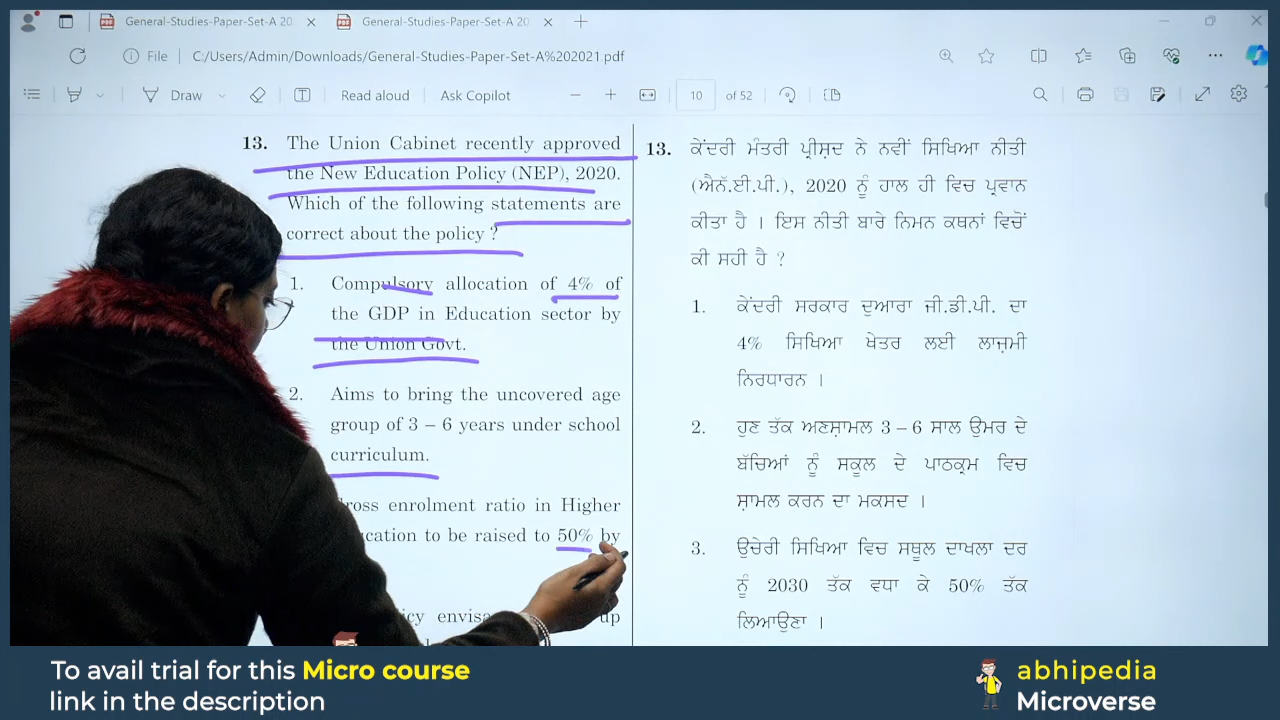 General-Studies-Paper-Set-A 20
General-Studies-Paper-Set-A 20
File C:/Users/Admin/Downloads/General-Studies-Paper-Set-A%202021.pdf
Draw Read aloud Ask Copilot 10 of 52
13. The Union Cabinet recently approved
the New Education Policy (NEP), 2020.
Which of the following statements are
correct about the policy ?
1. Compulsory allocation of 4% of
the GDP in Education sector by
the Union Govt.
2. Aims to bring the uncovered age
group of 3 – 6 years under school
curriculum.
enrolment ratio in Higher
to be raised to 50% by
up
13. ਕੇਂਦਰੀ ਮੰਤਰੀ ਪ੍ਰੀਸ਼ਦ ਨੇ ਨਵੀਂ ਸਿਖਿਆ ਨੀਤੀ
(ਐਨੱ.ਈ.ਪੀ.), 2020 ਨੂੰ ਹਾਲ ਹੀ ਵਿਚ ਪ੍ਰਵਾਨ
ਕੀਤਾ ਹੈ । ਇਸ ਨੀਤੀ ਬਾਰੇ ਨਿਮਨ ਕਥਨਾਂ ਵਿਚੋਂ
ਕੀ ਸਹੀ ਹੈ ?
1. ਕੇਂਦਰੀ ਸਰਕਾਰ ਦੁਆਰਾ ਜੀ.ਡੀ.ਪੀ. ਦਾ
4% ਸਿਖਿਆ ਖੇਤਰ ਲਈ ਲਾਜ਼ਮੀ
ਨਿਰਧਾਰਨ ।
2. ਹੁਣ ਤੱਕ ਅਣਸ਼ਾਮਲ 3 – 6 ਸਾਲ ਉਮਰ ਦੇ
ਬੱਚਿਆਂ ਨੂੰ ਸਕੂਲ ਦੇ ਪਾਠਕ੍ਰਮ ਵਿਚ
ਸ਼ਾਮਲ ਕਰਨ ਦਾ ਮਕਸਦ ।
3. ਉਚੇਰੀ ਸਿਖਿਆ ਵਿਚ ਸਥੂਲ ਦਾਖਲਾ ਦਰ
ਨੂੰ 2030 ਤੱਕ ਵਧਾ ਕੇ 50% ਤੱਕ
ਲਿਆਉਣਾ ।
To avail trial for this Micro course
link in the description
abhipedia
Microverse